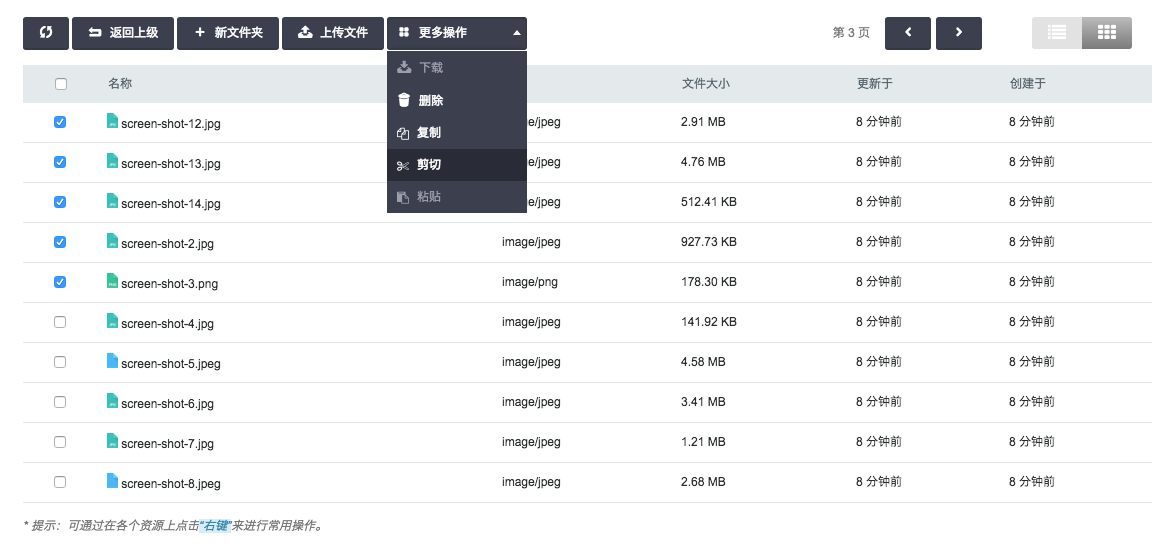 返回上级 新文件夹 上传文件 更多操作 第 3 页
下载
删除
复制
剪切
粘贴
名称 文件大小 更新于 创建于
screen-shot-12.jpg e/jpeg 2.91 MB 8 分钟前 8 分钟前
screen-shot-13.jpg e/jpeg 4.76 MB 8 分钟前 8 分钟前
screen-shot-14.jpg e/jpeg 512.41 KB 8 分钟前 8 分钟前
screen-shot-2.jpg image/jpeg 927.73 KB 8 分钟前 8 分钟前
screen-shot-3.png image/png 178.30 KB 8 分钟前 8 分钟前
screen-shot-4.jpg image/jpeg 141.92 KB 8 分钟前 8 分钟前
screen-shot-5.jpeg image/jpeg 4.58 MB 8 分钟前 8 分钟前
screen-shot-6.jpg image/jpeg 3.41 MB 8 分钟前 8 分钟前
screen-shot-7.jpg image/jpeg 1.21 MB 8 分钟前 8 分钟前
screen-shot-8.jpeg image/jpeg 2.68 MB 8 分钟前 8 分钟前
* 提示：可通过在各个资源上点击“右键”来进行常用操作。